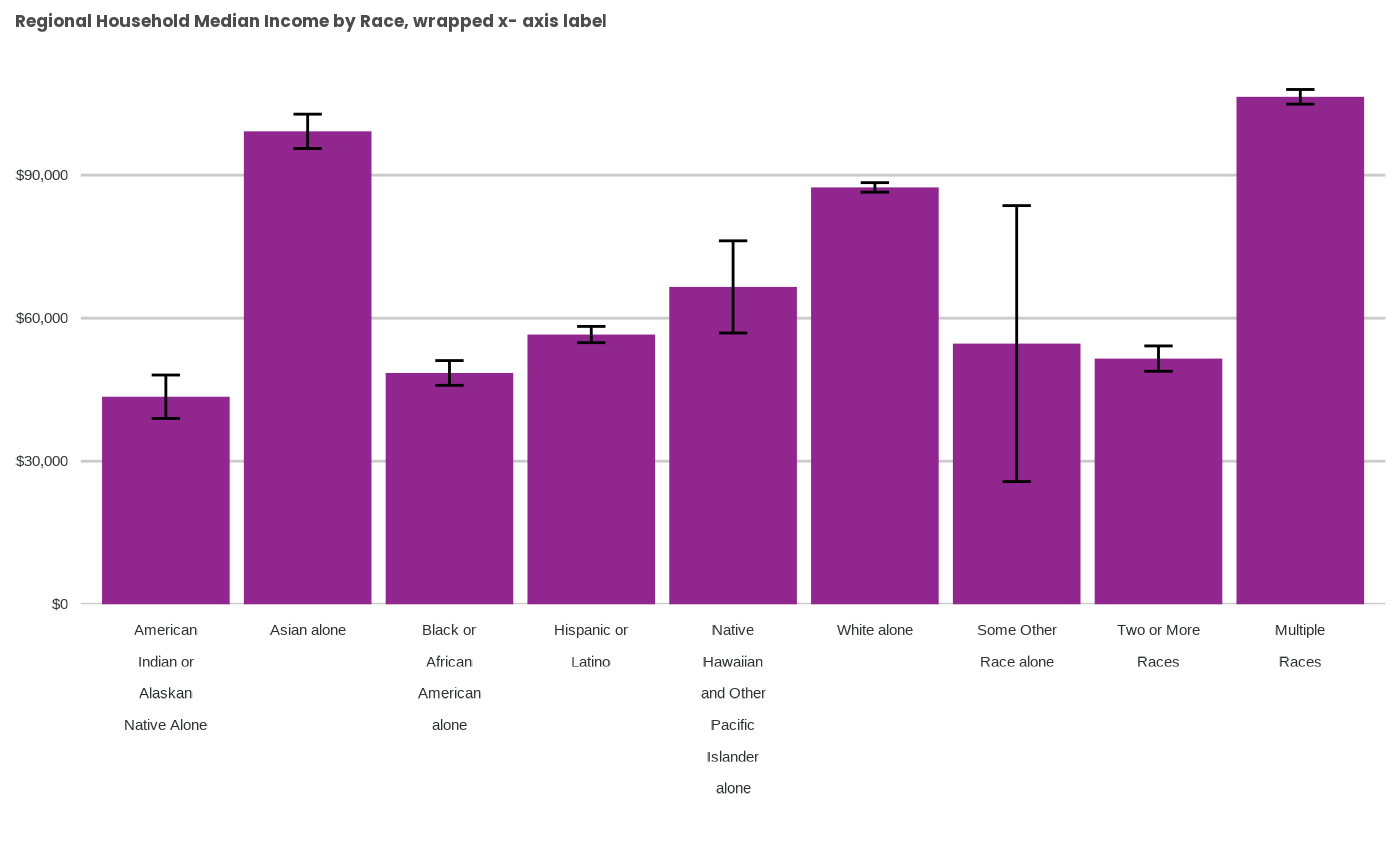 Regional Household Median Income by Race, wrapped x- axis label
$90,000
$60,000
$30,000
$0
American
Indian or
Alaskan
Native Alone
Asian alone
Black or
African
American
alone
Hispanic or
Latino
Native
Hawaiian
and Other
Pacific
Islander
alone
White alone
Some Other
Race alone
Two or More
Races
Multiple
Races